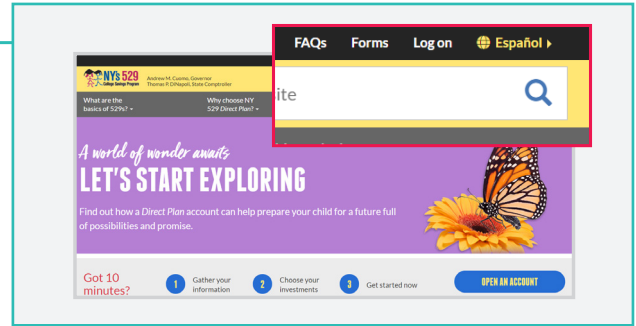 FAQs Forms Log on Español
site
NY's 529
College Savings Program
Andrew M. Cuomo, Governor
Thomas P. DiNapoli, State Comptroller
What are the
basics of 529s?
Why choose NY
529 Direct Plan?
A world of wonder awaits
LET'S START EXPLORING
Find out how a Direct Plan account can help prepare your child for a future full
of possibilities and promise.
Got 10
minutes?
1 Gather your
information
2 Choose your
investments
3 Get started now
OPEN AN ACCOUNT